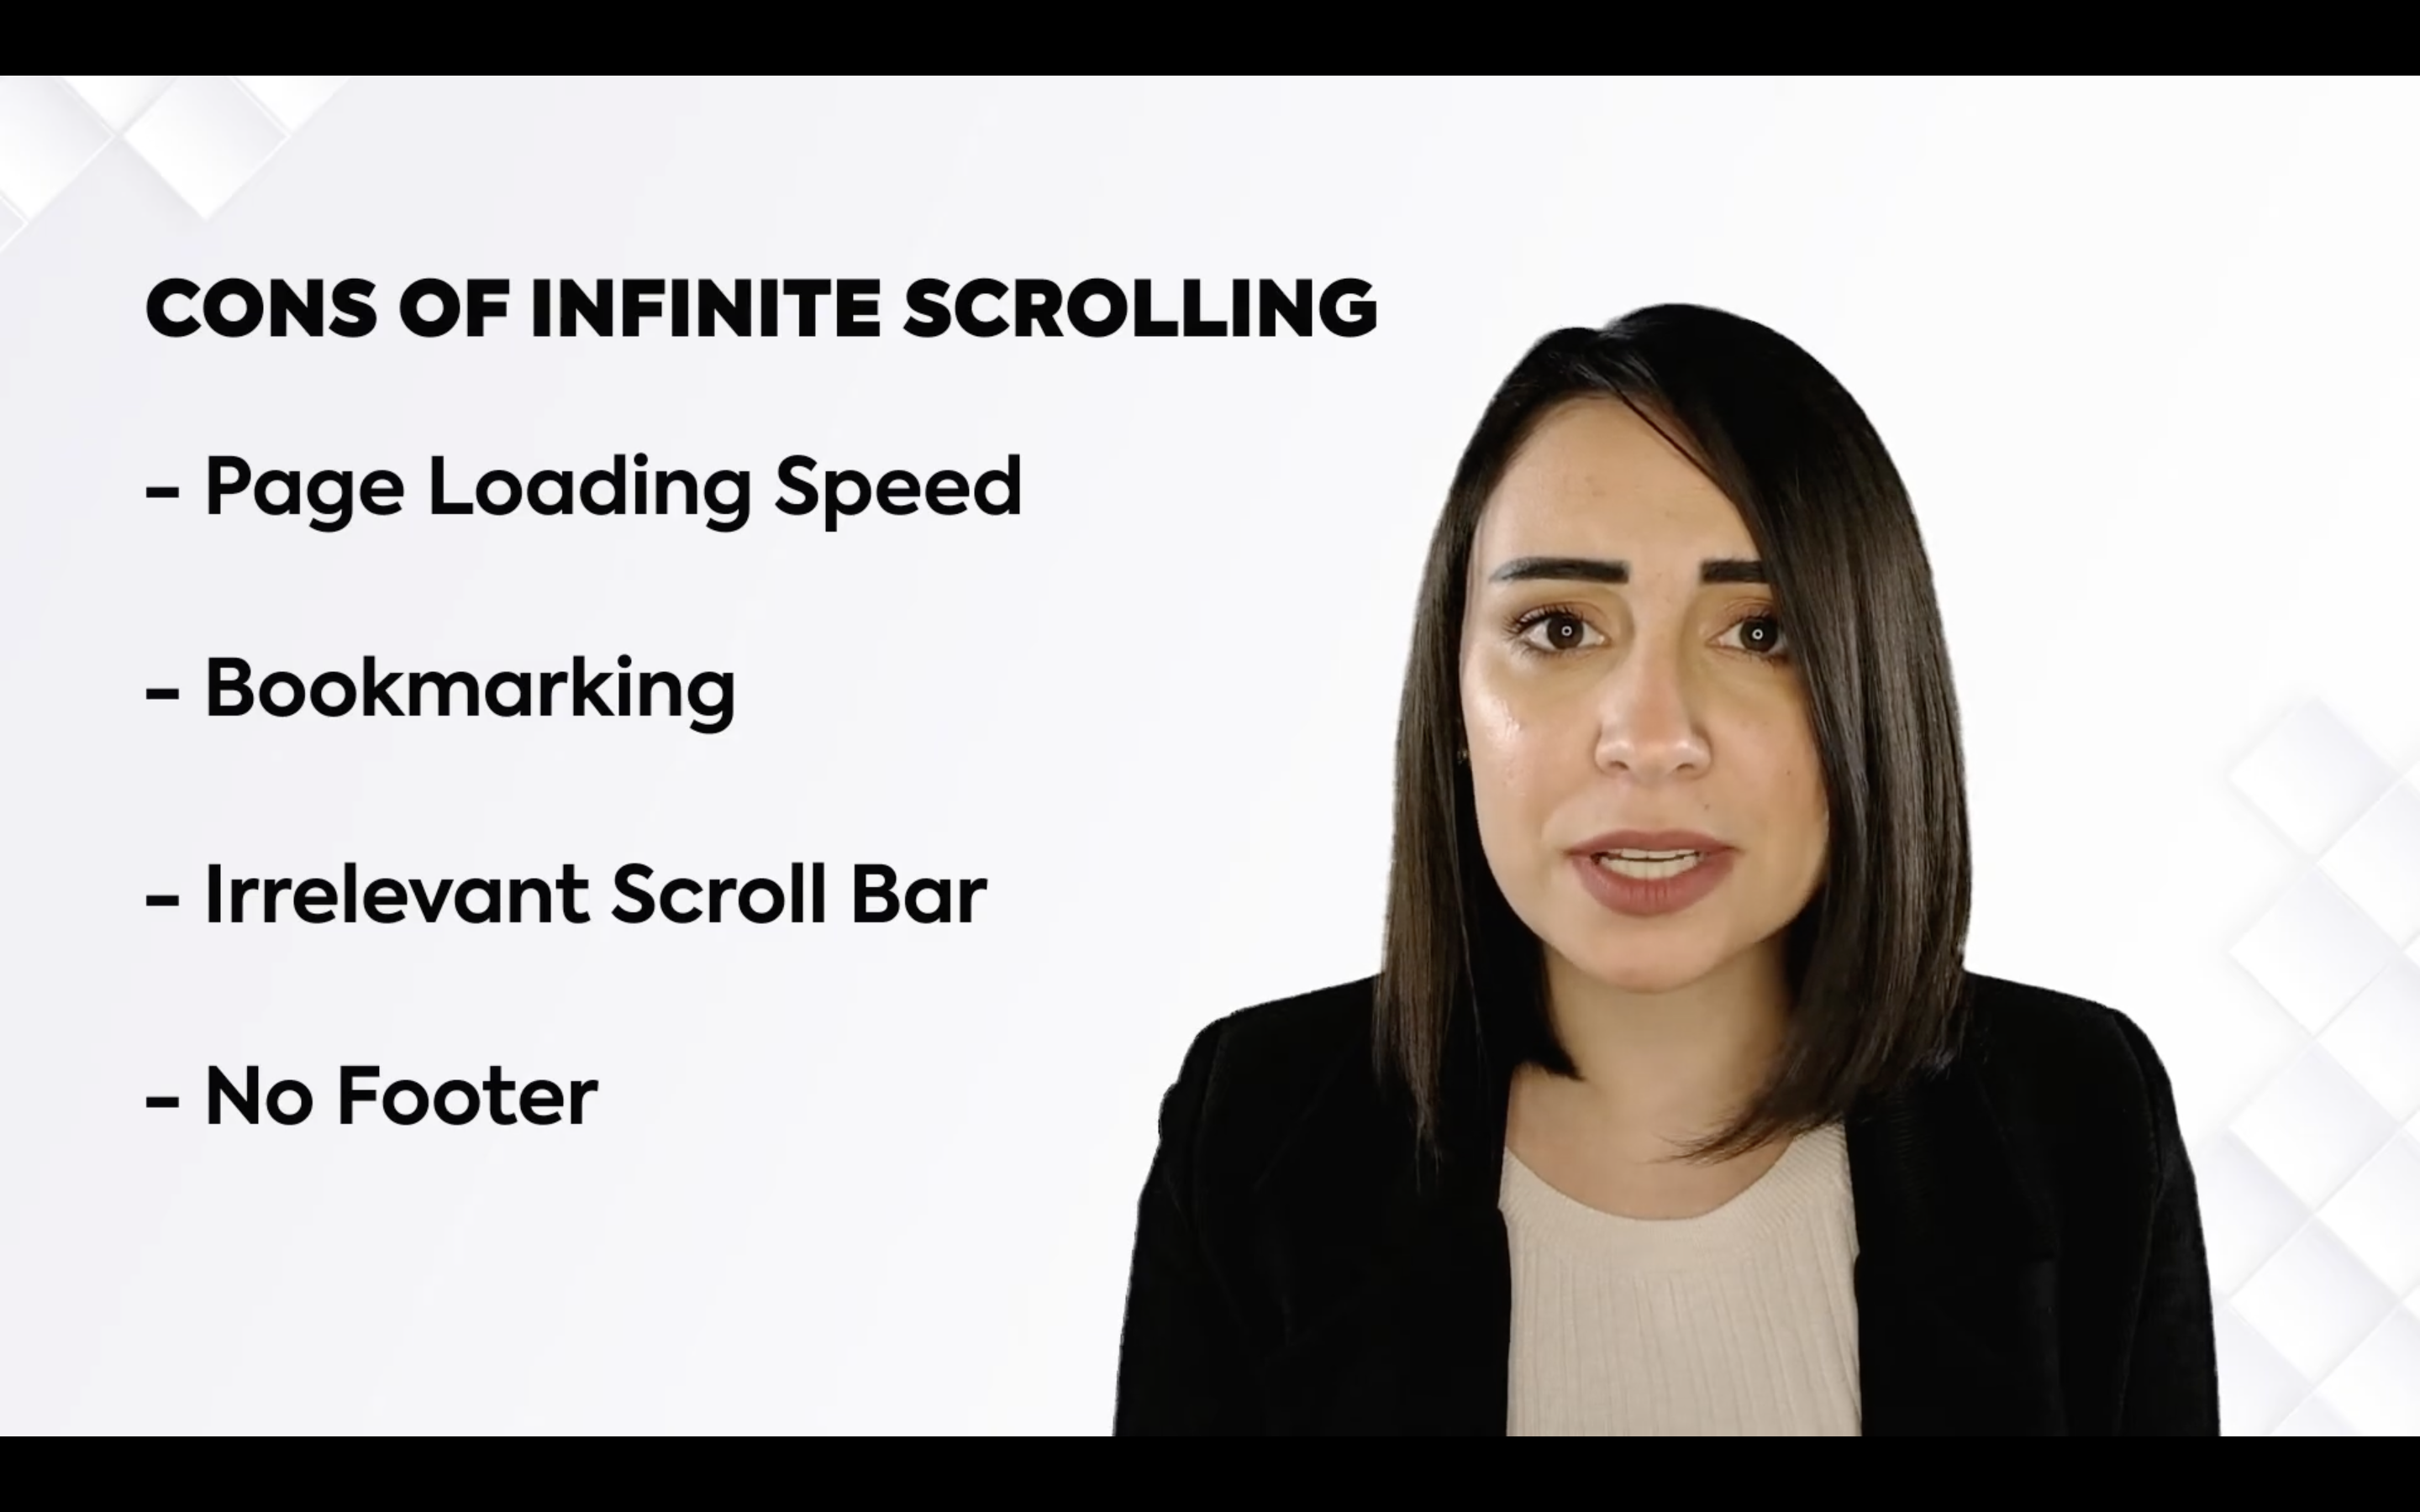 CONS OF INFINITE SCROLLING
- Page Loading Speed
- Bookmarking
- Irrelevant Scroll Bar
- No Footer